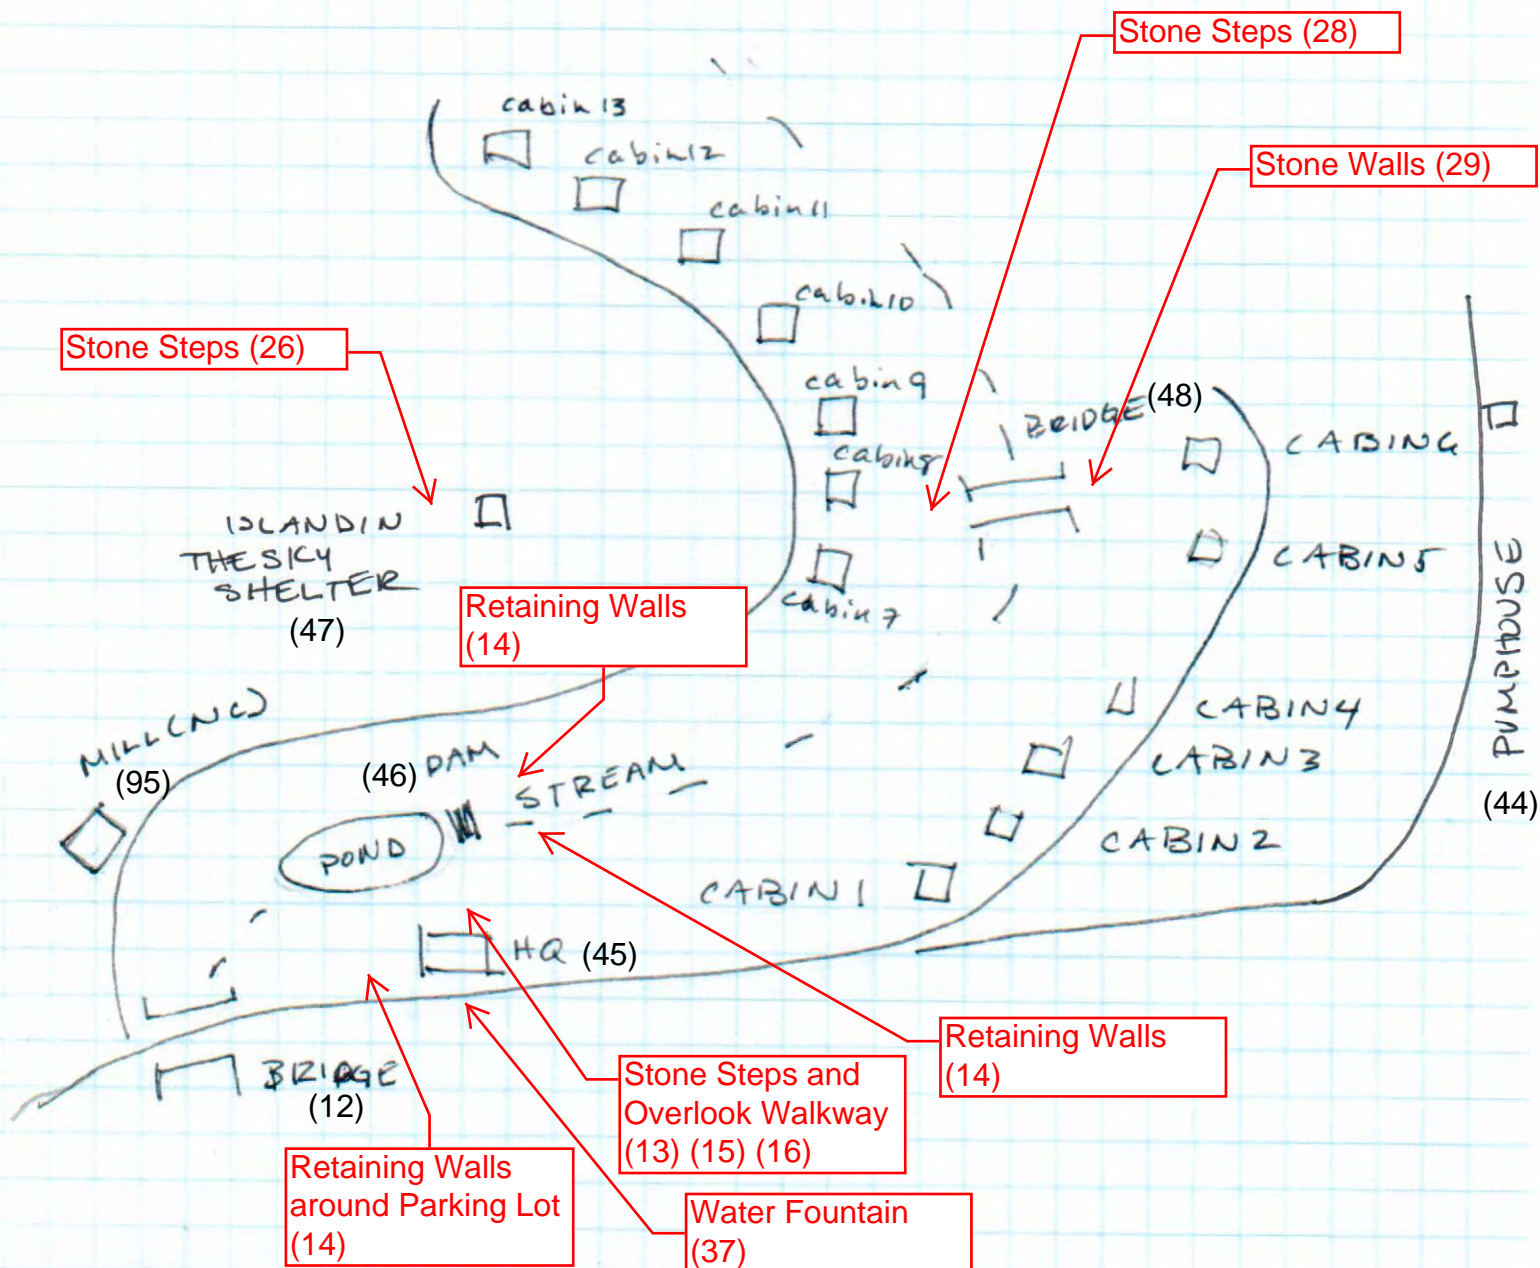 Stone Steps (28)
cabin 13
cabin 12
Stone Walls (29)
cabin 11
cabin 10
Stone Steps (26)
cabin 9
BRIDGE (48)
CABIN 6
cabin 8
ISLAND IN
THE SKY
SHELTER
(47)
CABIN 5
Retaining Walls
(14)
cabin 7
PUMPHOUSE
(44)
CABIN 4
MILL (NC)
(95)
(46) DAM
STREAM
CABIN 3
POND
CABIN 2
CABIN 1
HQ (45)
Retaining Walls
(14)
BRIDGE
(12)
Stone Steps and
Overlook Walkway
(13) (15) (16)
Retaining Walls
around Parking Lot
(14)
Water Fountain
(37)